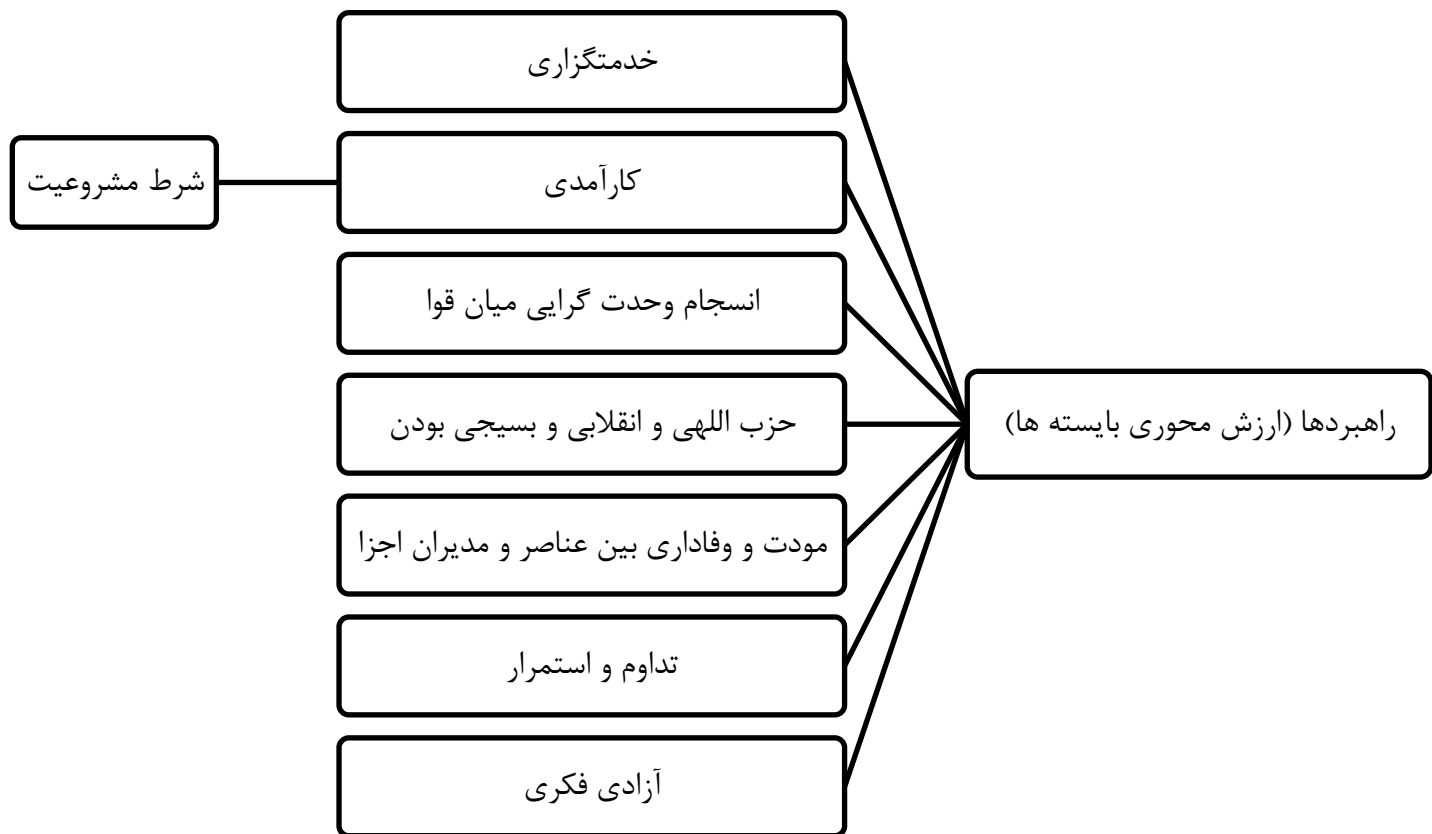 راهبردها (ارزش محوری بایسته ها)
خدمتگزاری
کارآمدی
شرط مشروعیت
انسجام وحدت گرایی میان قوا
حزب اللهی و انقلابی و بسیجی بودن
مودت و وفاداری بین عناصر و مدیران اجزا
تداوم و استمرار
آزادی فکری